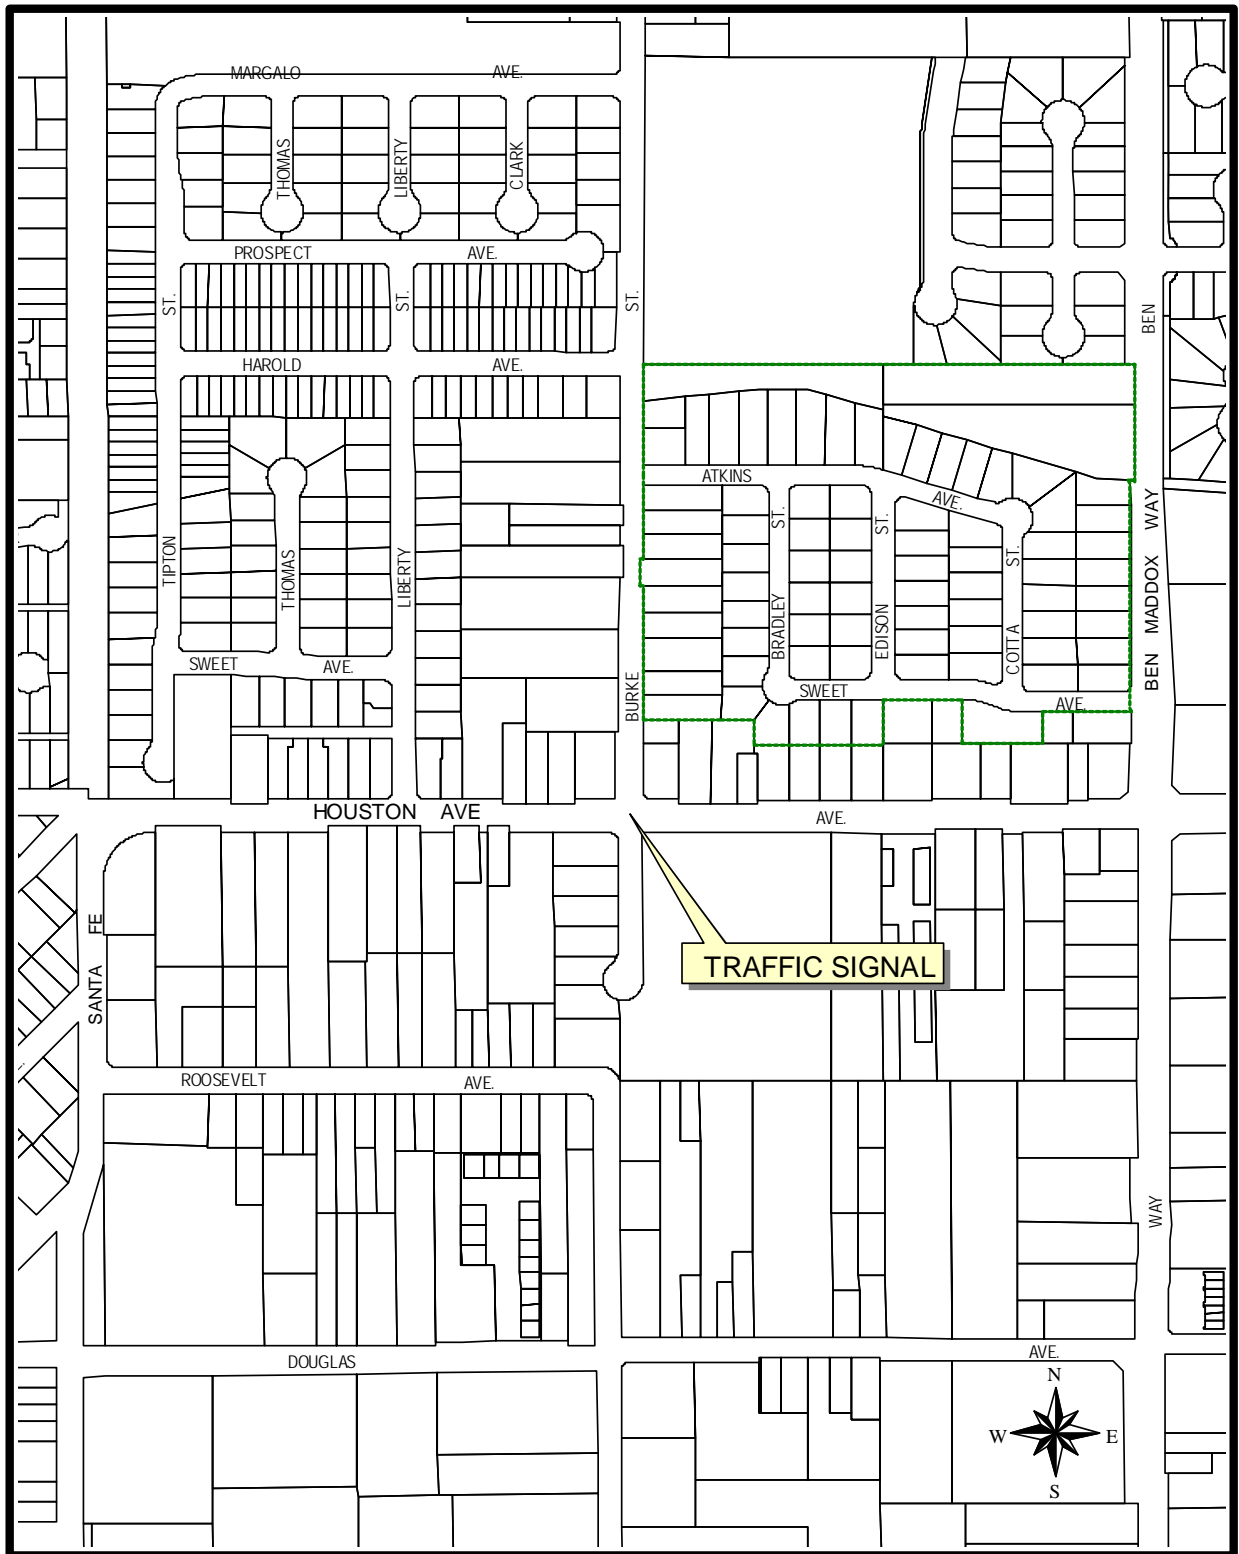 MARGALO AVE.
THOMAS
LIBERTY
CLARK
PROSPECT AVE.
ST.
ST.
ST.
BEN
HAROLD AVE.
ATKINS
AVE.
ST.
ST.
ST.
BEN MADDOX WAY
TIPTON
THOMAS
LIBERTY
BRADLEY
EDISON
COTTA
SWEET AVE.
BURKE
SWEET AVE.
HOUSTON AVE
AVE.
SANTA FE
TRAFFIC SIGNAL
ROOSEVELT AVE.
WAY
DOUGLAS AVE.
N
W E
S